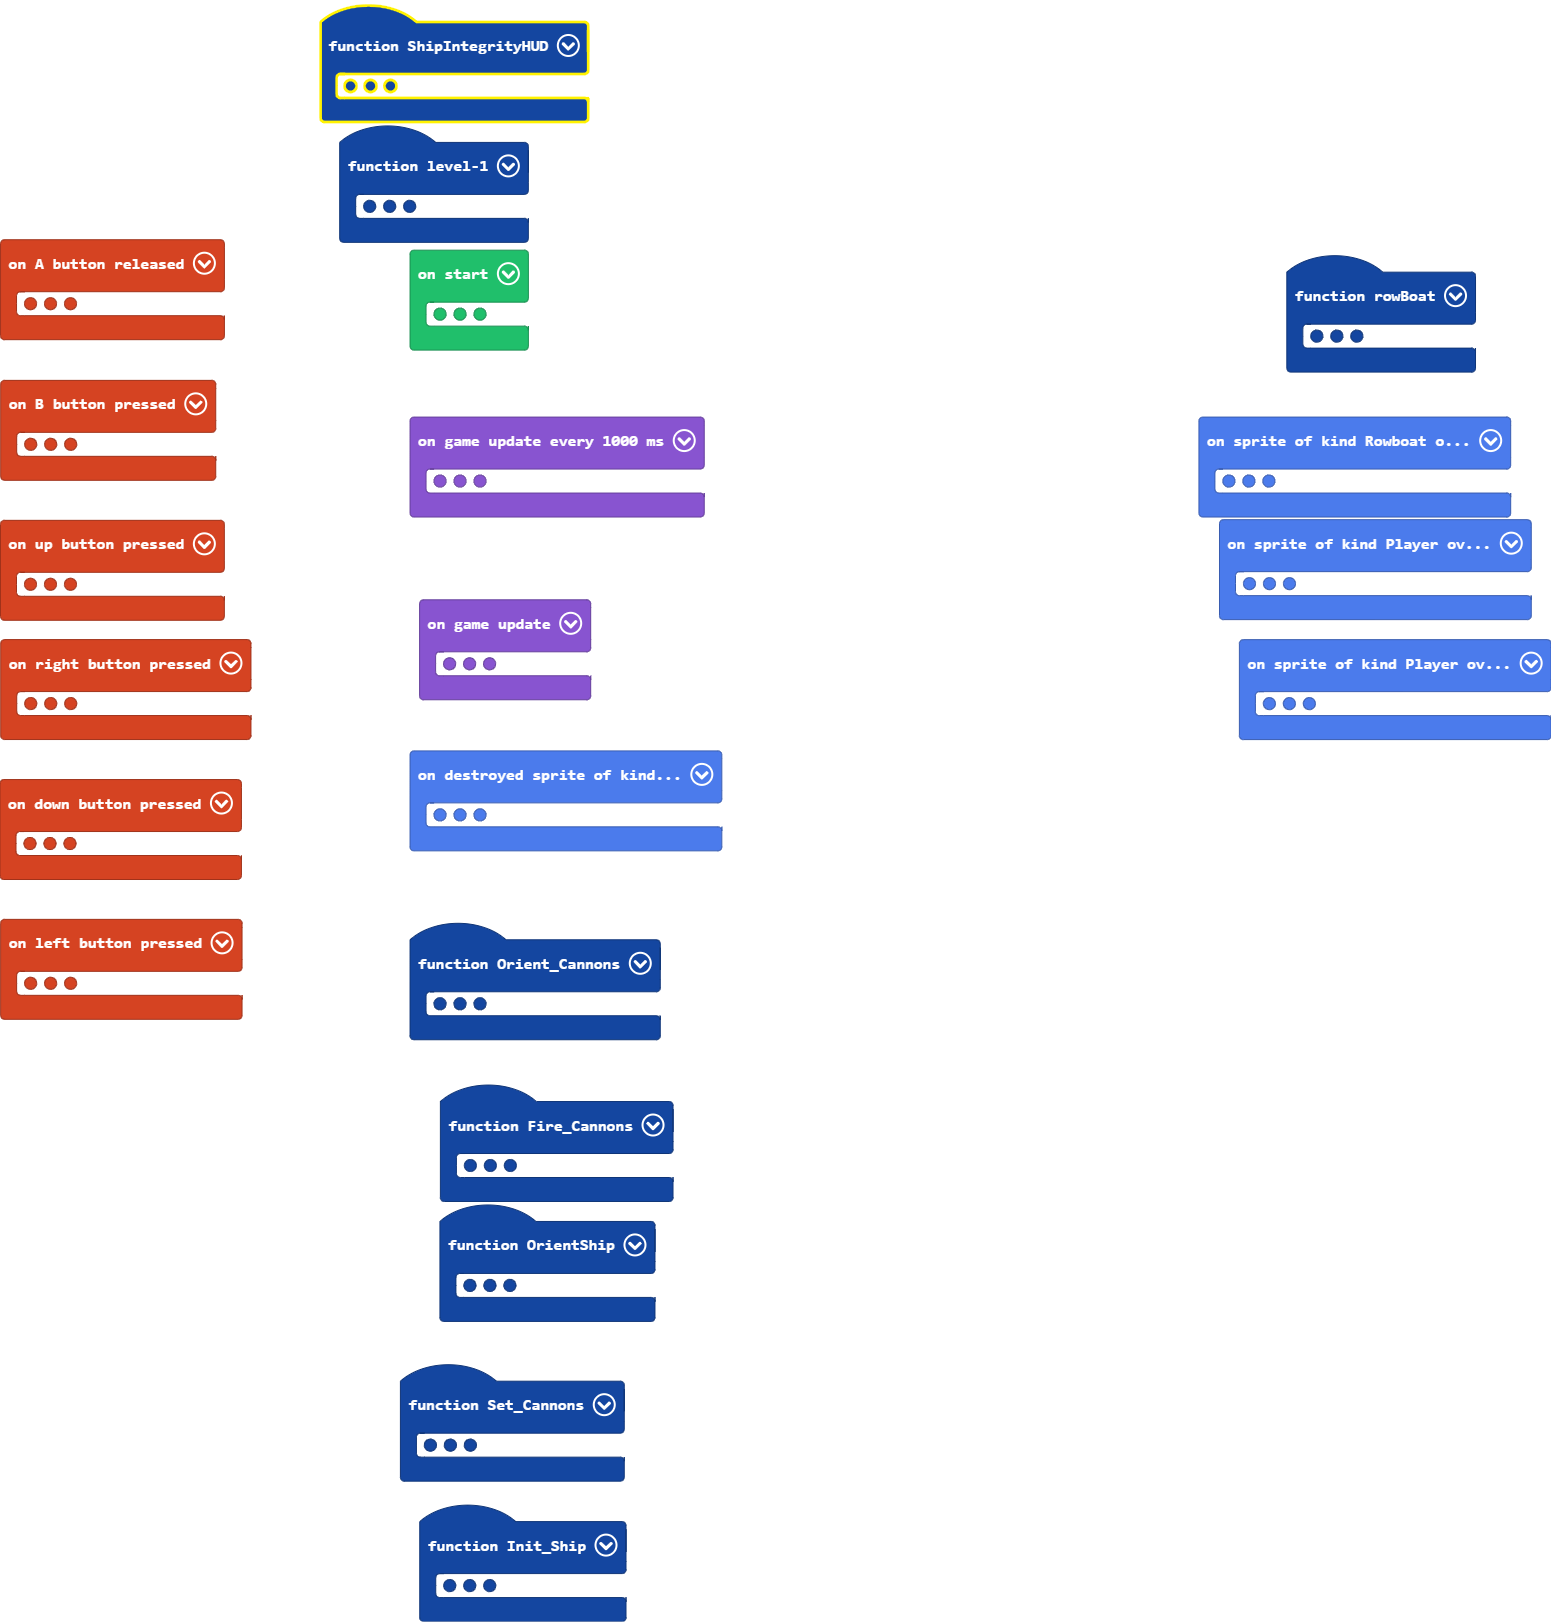 function ShipIntegrityHUD
function level-1
on A button released
on start
function rowBoat
on B button pressed
on game update every 1000 ms
on sprite of kind Rowboat o...
on up button pressed
on sprite of kind Player ov...
on game update
on right button pressed
on sprite of kind Player ov...
on destroyed sprite of kind...
on down button pressed
on left button pressed
function Orient_Cannons
function Fire_Cannons
function OrientShip
function Set_Cannons
function Init_Ship